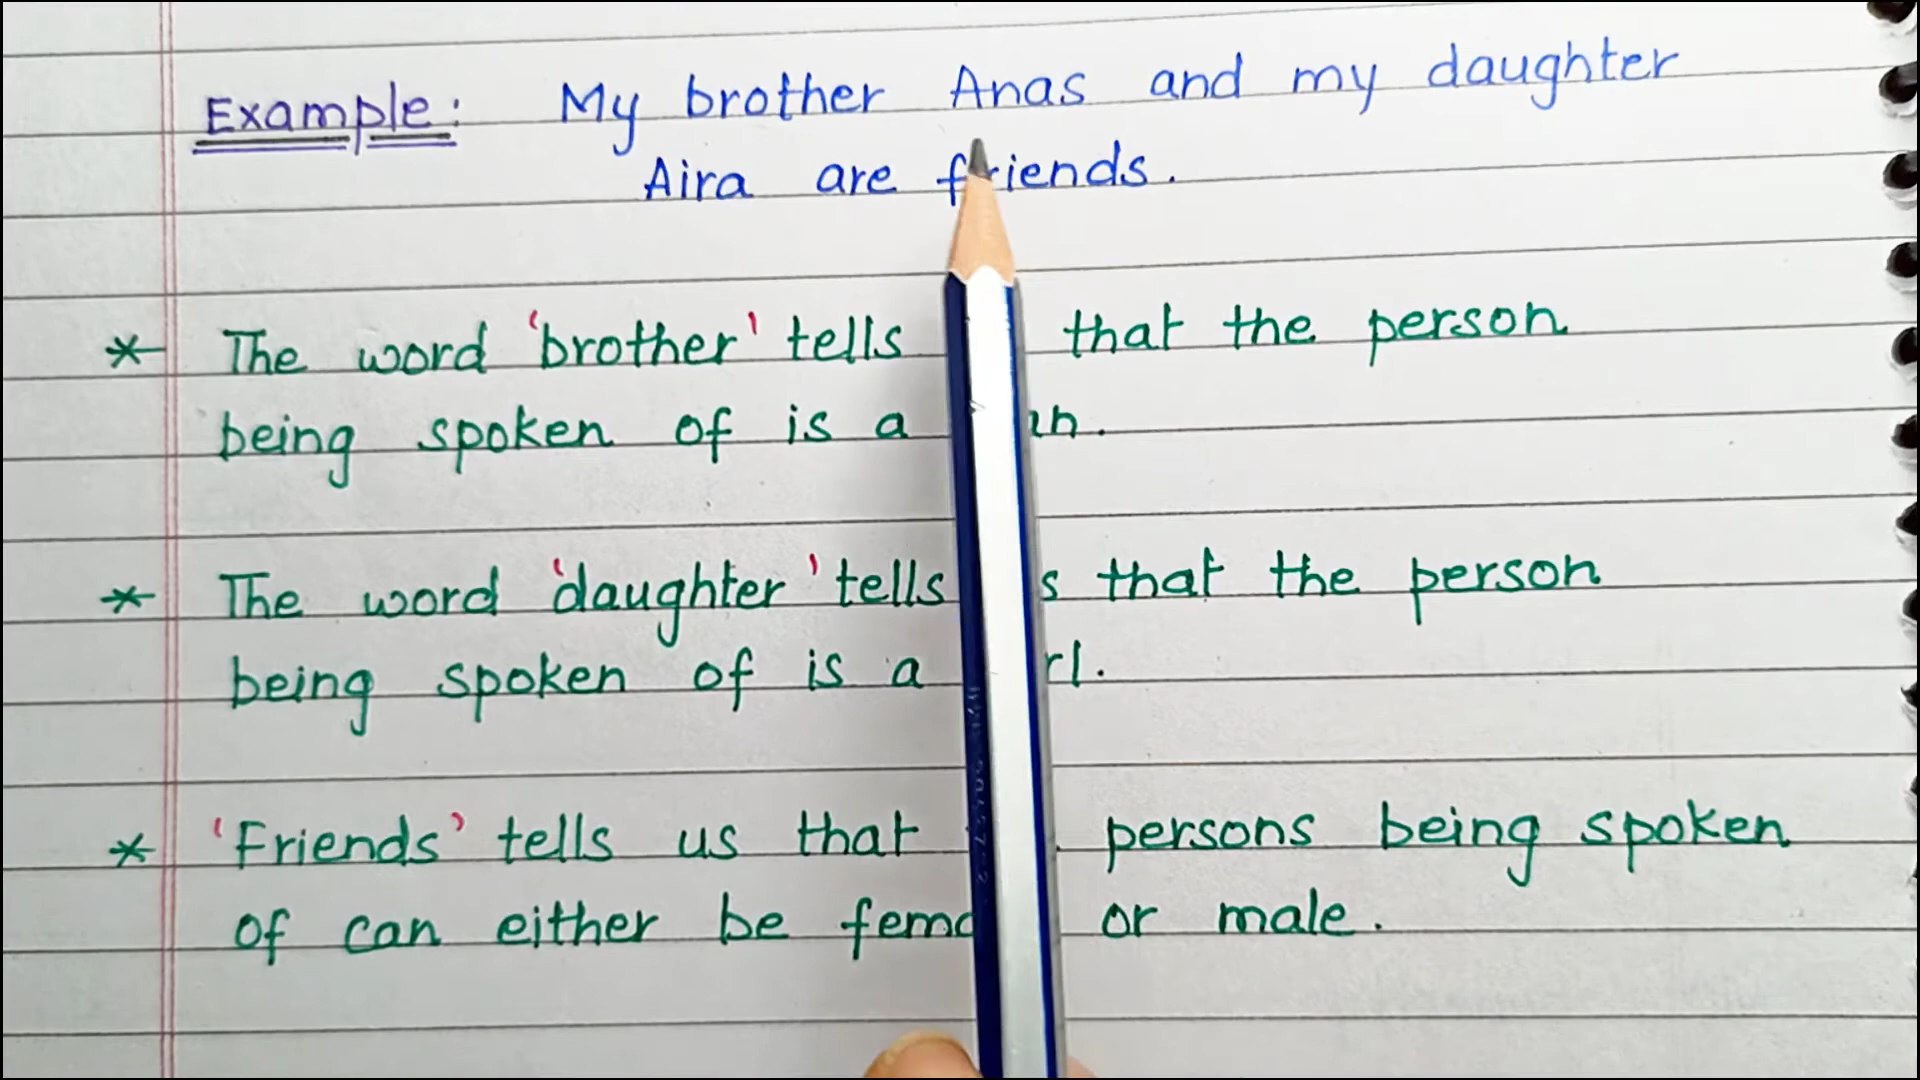 Example: My brother Anas and my daughter
Aira are friends.
* The word 'brother' tells that the person
being spoken of is a
* The word 'daughter' tells that the person
being spoken of is a
* 'Friends' tells us that persons being spoken
of can either be or male.